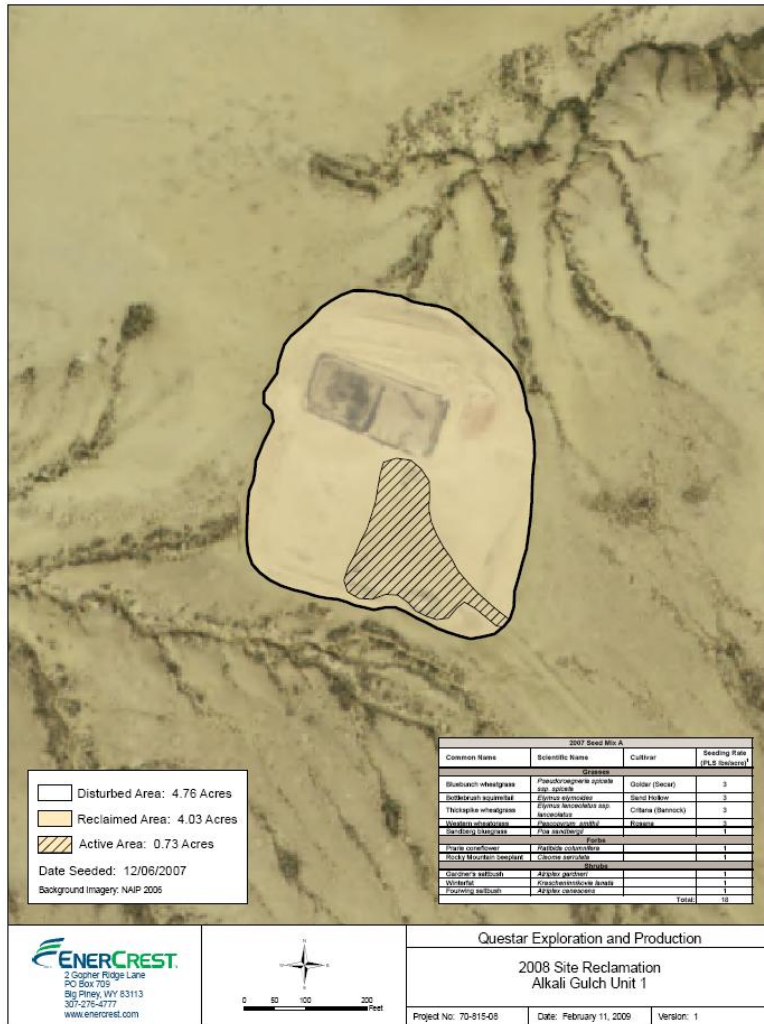 2007 Seed Mix A
Common Name Scientific Name Cultivar Seeding Rate (PLS lbs/acre)¹
Grasses
Bluebunch wheatgrass Pseudoroegneria spicata ssp. spicata Goldar (Secar) 3
Bottlebrush squirreltail Elymus elymoides Sand Hollow 3
Thickspike wheatgrass Elymus lanceolatus ssp. lanceolatus Critana (Bannock) 3
Western wheatgrass Pascopyrum smithii Rosana 3
Sandberg bluegrass Poa sandbergii 1
Forbs
Prairie coneflower Ratibida columnifera 1
Rocky Mountain beeplant Cleome serrulata 1
Shrubs
Gardner's saltbush Atriplex gardneri 1
Winterfat Krascheninnikovia lanata 1
Fourwing saltbush Atriplex canescens 1
Total: 18
Disturbed Area: 4.76 Acres
Reclaimed Area: 4.03 Acres
Active Area: 0.73 Acres
Date Seeded: 12/06/2007
Background Imagery: NAIP 2006
ENERCREST
2 Gopher Ridge Lane
PO Box 709
Big Piney, WY 83113
307-276-4777
www.enercrest.com
0 50 100 200
Feet
Questar Exploration and Production
2008 Site Reclamation
Alkali Gulch Unit 1
Project No: 70-815-08 Date: February 11, 2009 Version: 1